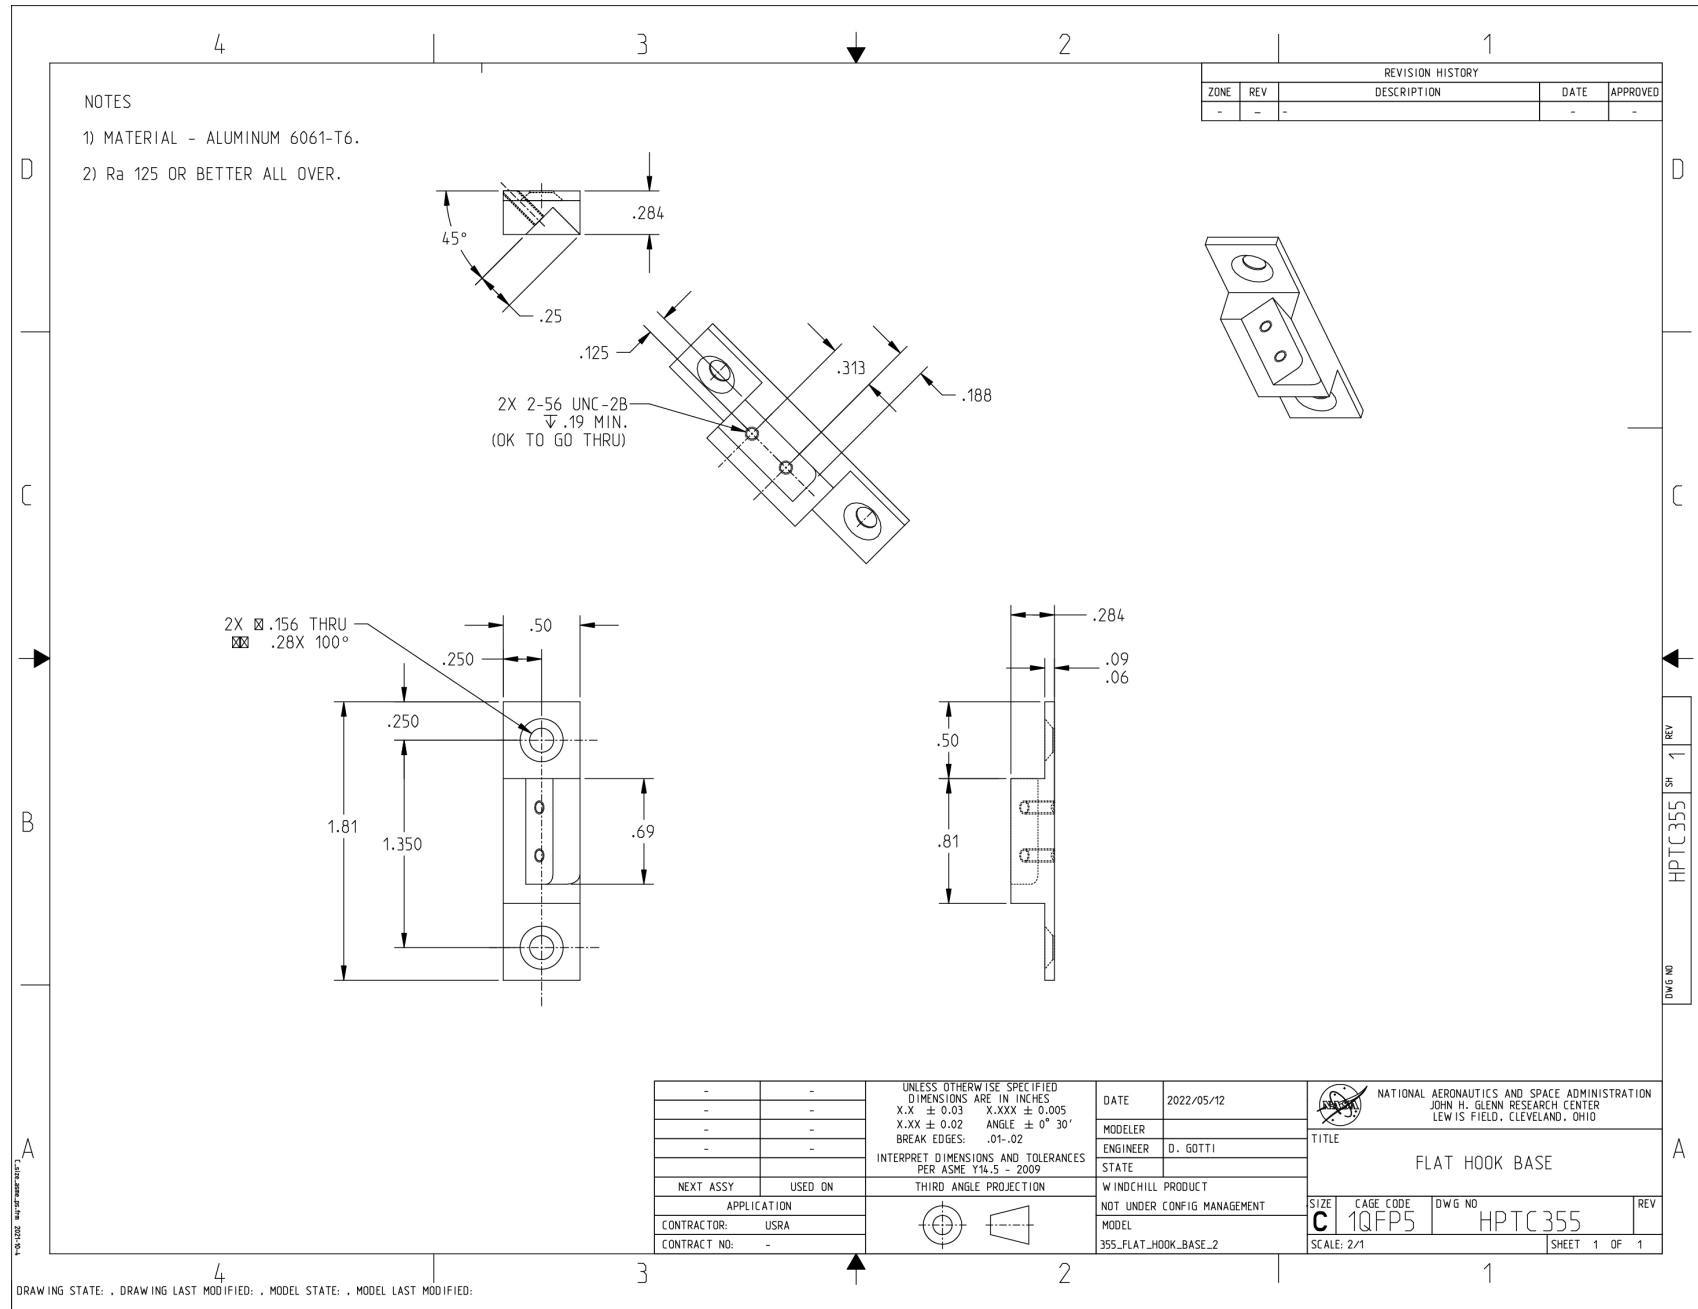 4 3 2 1
NOTES
1) MATERIAL - ALUMINUM 6061-T6.
2) Ra 125 OR BETTER ALL OVER.
REVISION HISTORY
ZONE REV DESCRIPTION DATE APPROVED
- - - - -
D D
.284
45°
.25
.125
.313
.188
2X 2-56 UNC-2B
↧ .19 MIN.
(OK TO GO THRU)
C C
2X .156 THRU
.28X 100°
.50
.250
.250
1.81
1.350
.69
.284
.09
.06
.50
.81
B
REV
SH 1
HPTC355
DWG NO
A A
- -
- -
- -
- -
NEXT ASSY USED ON
APPLICATION
CONTRACTOR: USRA
CONTRACT NO: -
UNLESS OTHERWISE SPECIFIED
DIMENSIONS ARE IN INCHES
X.X ± 0.03 X.XXX ± 0.005
X.XX ± 0.02 ANGLE ± 0° 30'
BREAK EDGES: .01-.02
INTERPRET DIMENSIONS AND TOLERANCES
PER ASME Y14.5 - 2009
THIRD ANGLE PROJECTION
DATE 2022/05/12
MODELER
ENGINEER D. GOTTI
STATE
WINDCHILL PRODUCT
NOT UNDER CONFIG MANAGEMENT
MODEL
355_FLAT_HOOK_BASE_2
NASA
NATIONAL AERONAUTICS AND SPACE ADMINISTRATION
JOHN H. GLENN RESEARCH CENTER
LEWIS FIELD, CLEVELAND, OHIO
TITLE
FLAT HOOK BASE
SIZE CAGE CODE DWG NO REV
C 1QFP5 HPTC355
SCALE: 2/1 SHEET 1 OF 1
c_size_asme_ps.frm 2021-10-4
4 3 2 1
DRAWING STATE: , DRAWING LAST MODIFIED: , MODEL STATE: , MODEL LAST MODIFIED: